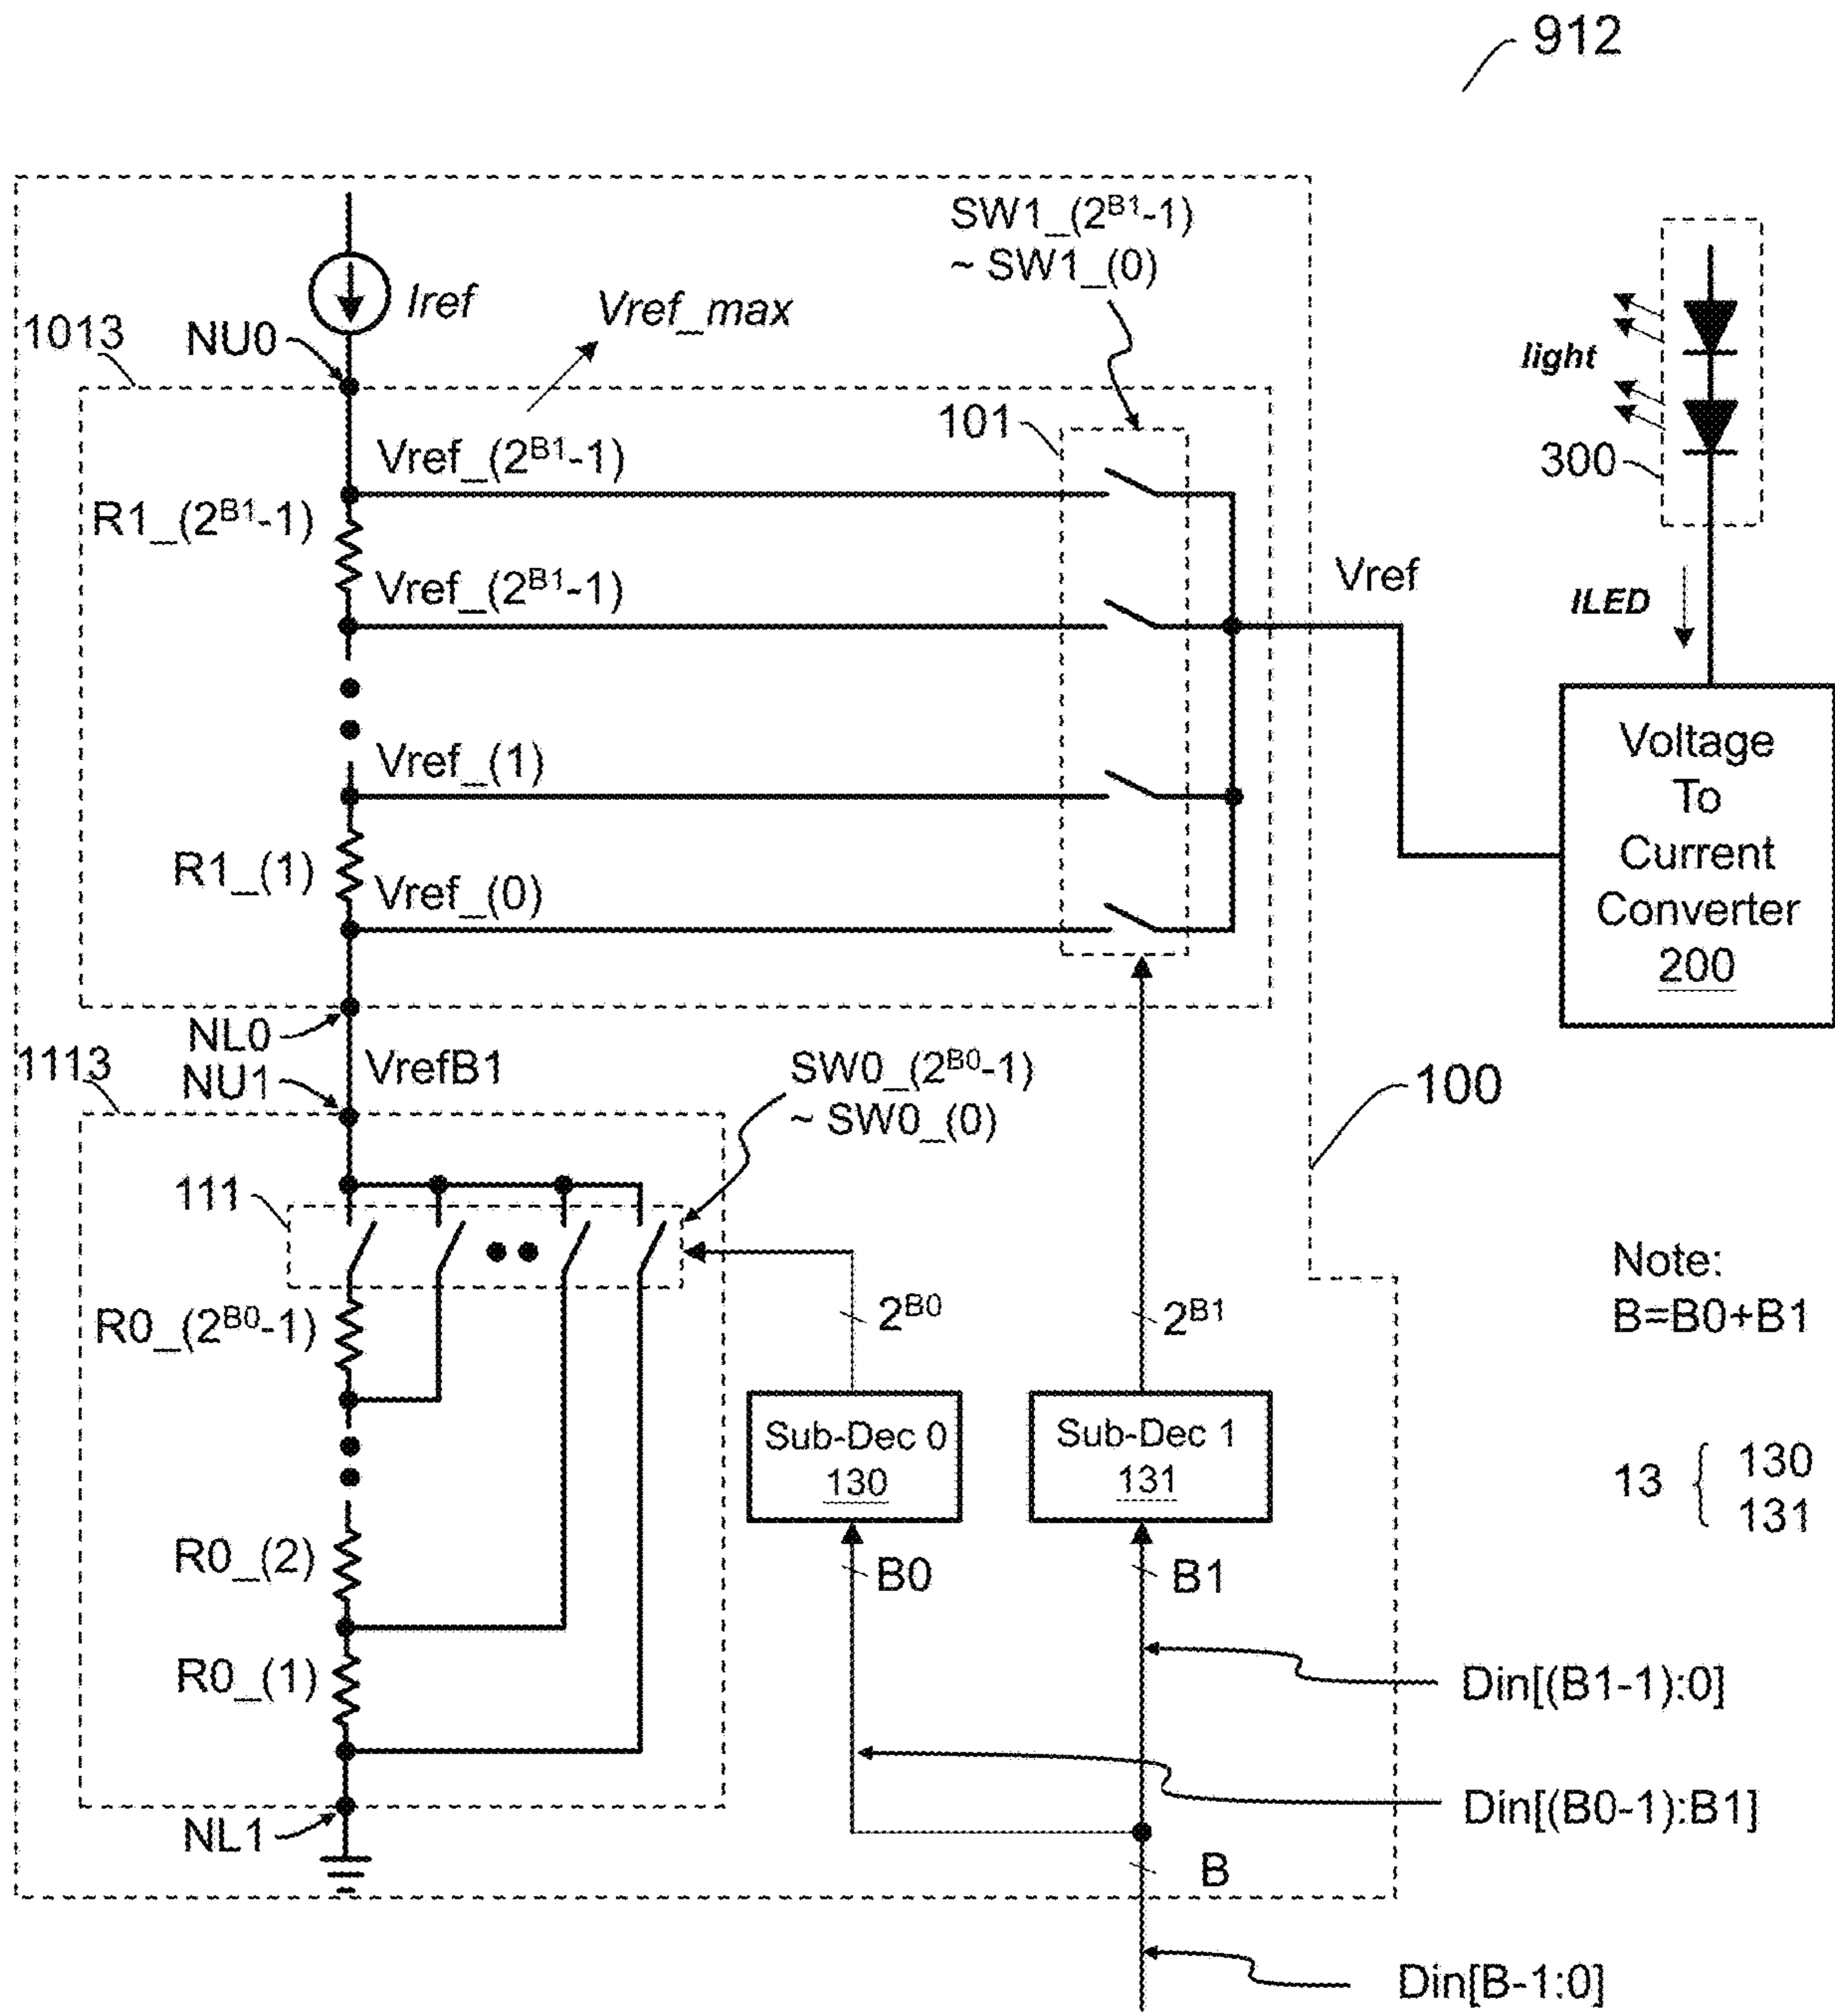 912
SW1_(2^B1-1)
~ SW1_(0)
Iref
Vref_max
1013
NU0
light
101
300
Vref_(2^B1-1)
R1_(2^B1-1)
Vref_(2^B1-1)
Vref
ILED
Vref_(1)
Voltage
To
Current
Converter
200
R1_(1)
Vref_(0)
NL0
1113
VrefB1
NU1
SW0_(2^B0-1)
~ SW0_(0)
100
111
Note:
B=B0+B1
R0_(2^B0-1)
2^B0
2^B1
Sub-Dec 0
130
Sub-Dec 1
131
13 { 130
131
R0_(2)
B0
B1
R0_(1)
Din[(B1-1):0]
Din[(B0-1):B1]
NL1
B
Din[B-1:0]